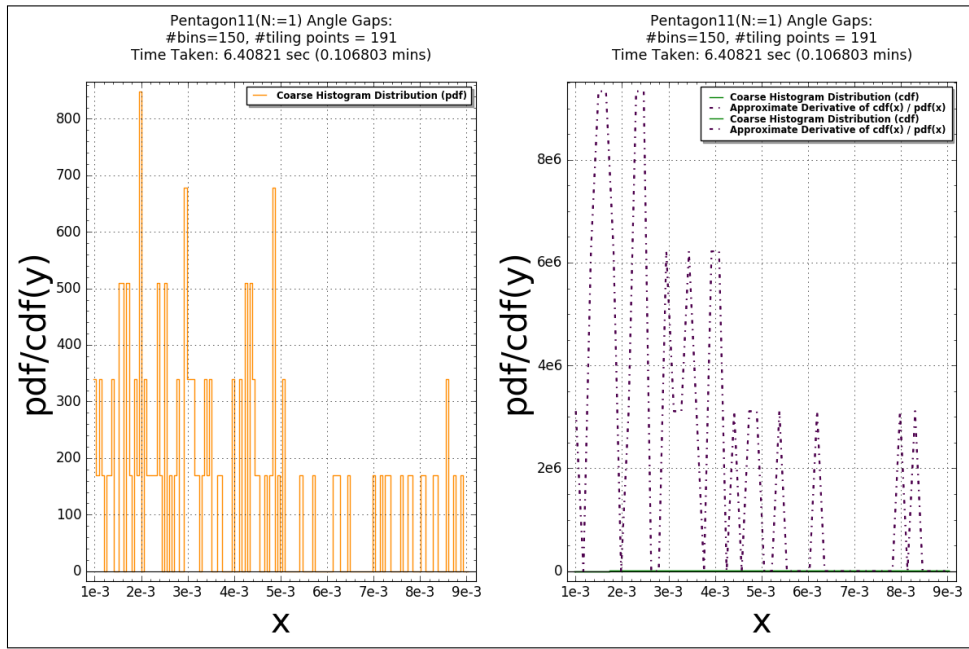 Pentagon11(N:=1) Angle Gaps:
#bins=150, #tiling points = 191
Time Taken: 6.40821 sec (0.106803 mins)
Coarse Histogram Distribution (pdf)
800
700
600
500
400
300
200
100
0
pdf/cdf(y)
1e-3 2e-3 3e-3 4e-3 5e-3 6e-3 7e-3 8e-3 9e-3
x
Pentagon11(N:=1) Angle Gaps:
#bins=150, #tiling points = 191
Time Taken: 6.40821 sec (0.106803 mins)
Coarse Histogram Distribution (cdf)
Approximate Derivative of cdf(x) / pdf(x)
Coarse Histogram Distribution (cdf)
Approximate Derivative of cdf(x) / pdf(x)
8e6
6e6
4e6
2e6
0
pdf/cdf(y)
1e-3 2e-3 3e-3 4e-3 5e-3 6e-3 7e-3 8e-3 9e-3
x